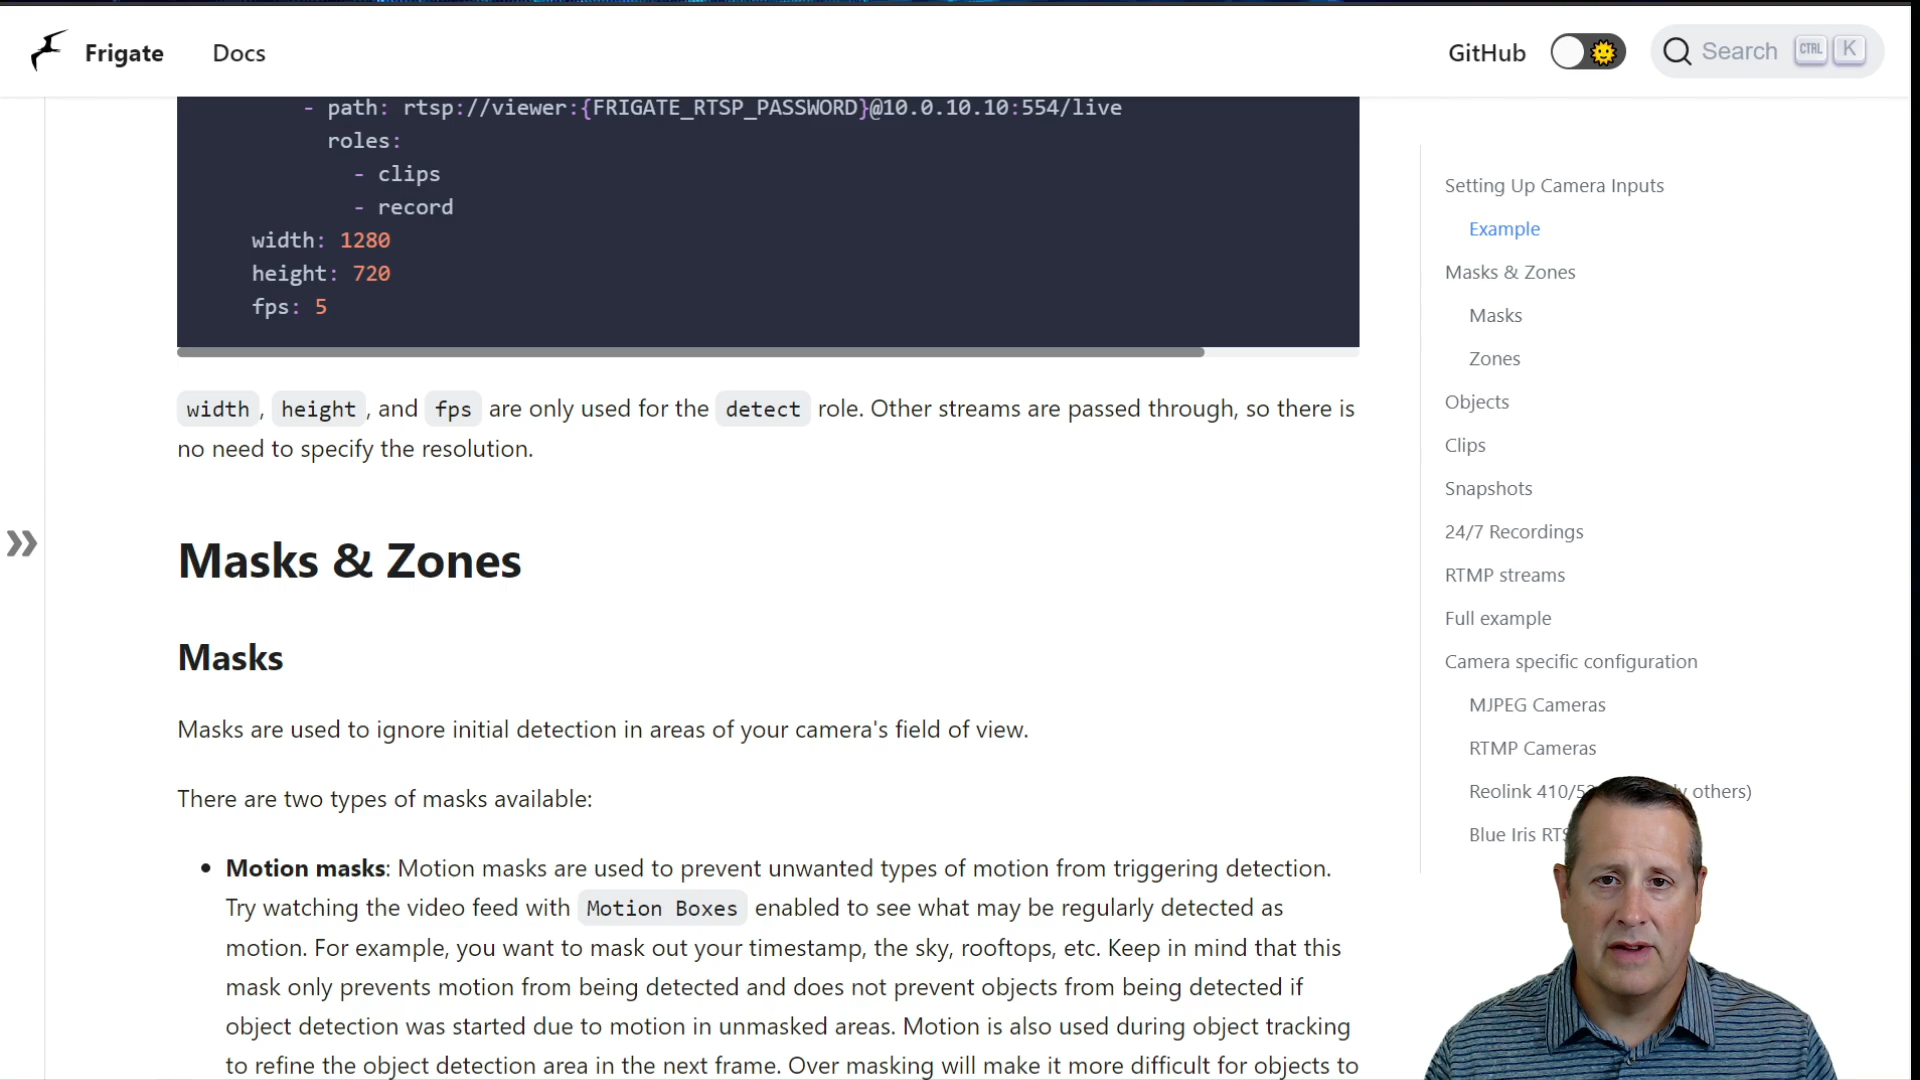 Frigate Docs GitHub Search CTRL K
- path: rtsp://viewer:{FRIGATE_RTSP_PASSWORD}@10.0.10.10:554/live
roles:
- clips
- record
width: 1280
height: 720
fps: 5
width, height, and fps are only used for the detect role. Other streams are passed through, so there is
no need to specify the resolution.
Masks & Zones
Masks
Masks are used to ignore initial detection in areas of your camera's field of view.
There are two types of masks available:
• Motion masks: Motion masks are used to prevent unwanted types of motion from triggering detection.
Try watching the video feed with Motion Boxes enabled to see what may be regularly detected as
motion. For example, you want to mask out your timestamp, the sky, rooftops, etc. Keep in mind that this
mask only prevents motion from being detected and does not prevent objects from being detected if
object detection was started due to motion in unmasked areas. Motion is also used during object tracking
to refine the object detection area in the next frame. Over masking will make it more difficult for objects to
Setting Up Camera Inputs
Example
Masks & Zones
Masks
Zones
Objects
Clips
Snapshots
24/7 Recordings
RTMP streams
Full example
Camera specific configuration
MJPEG Cameras
RTMP Cameras
Reolink 410/5 others)
Blue Iris